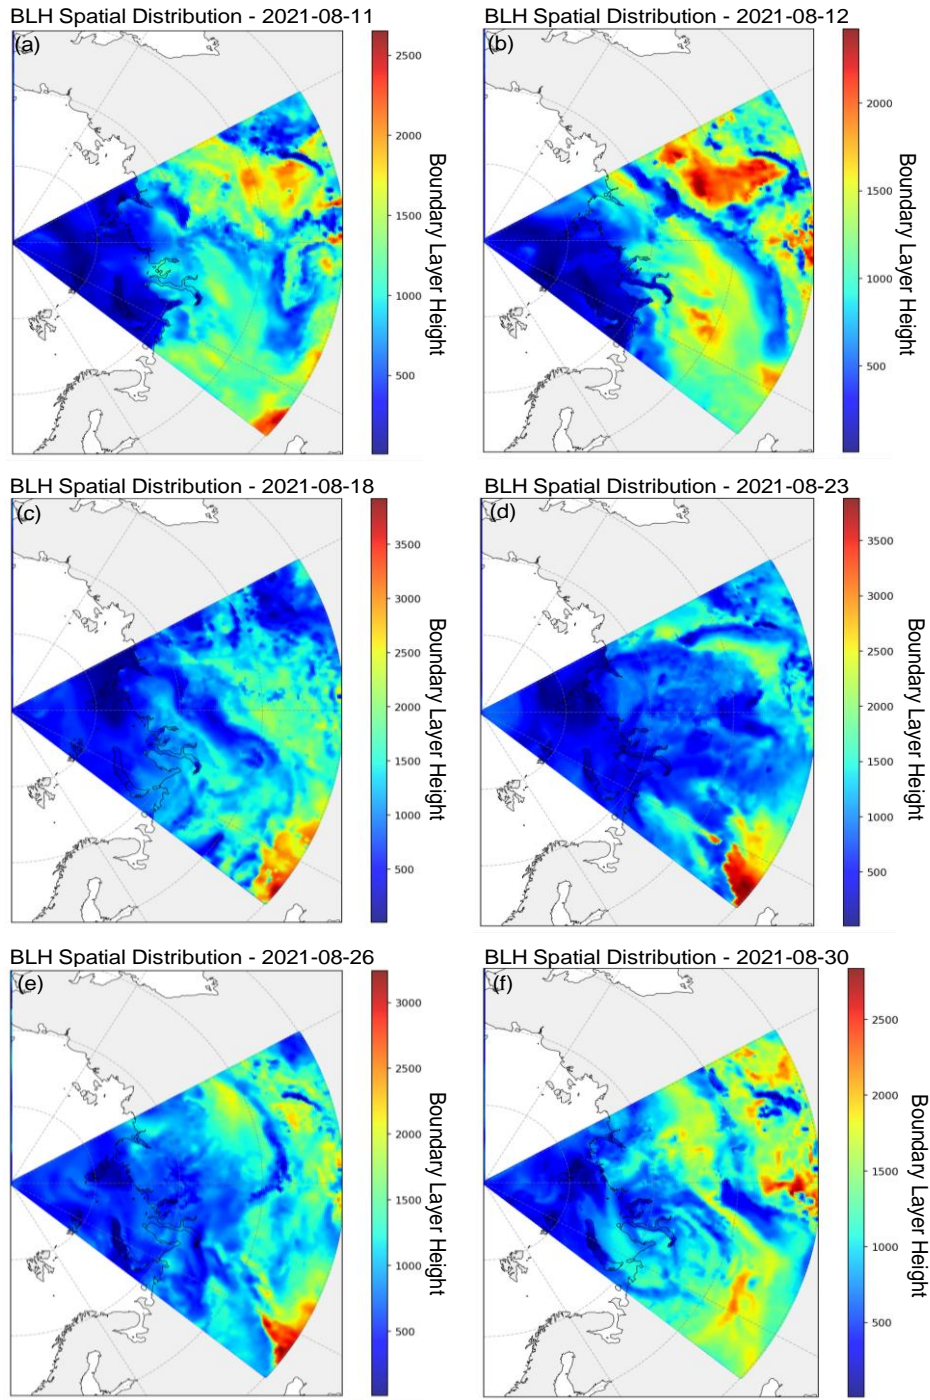 BLH Spatial Distribution - 2021-08-11
(a)
2500
2000
1500
1000
500
Boundary Layer Height
BLH Spatial Distribution - 2021-08-12
(b)
2000
1500
1000
500
Boundary Layer Height
BLH Spatial Distribution - 2021-08-18
(c)
3500
3000
2500
2000
1500
1000
500
Boundary Layer Height
BLH Spatial Distribution - 2021-08-23
(d)
3500
3000
2500
2000
1500
1000
500
Boundary Layer Height
BLH Spatial Distribution - 2021-08-26
(e)
3000
2500
2000
1500
1000
500
Boundary Layer Height
BLH Spatial Distribution - 2021-08-30
(f)
2500
2000
1500
1000
500
Boundary Layer Height